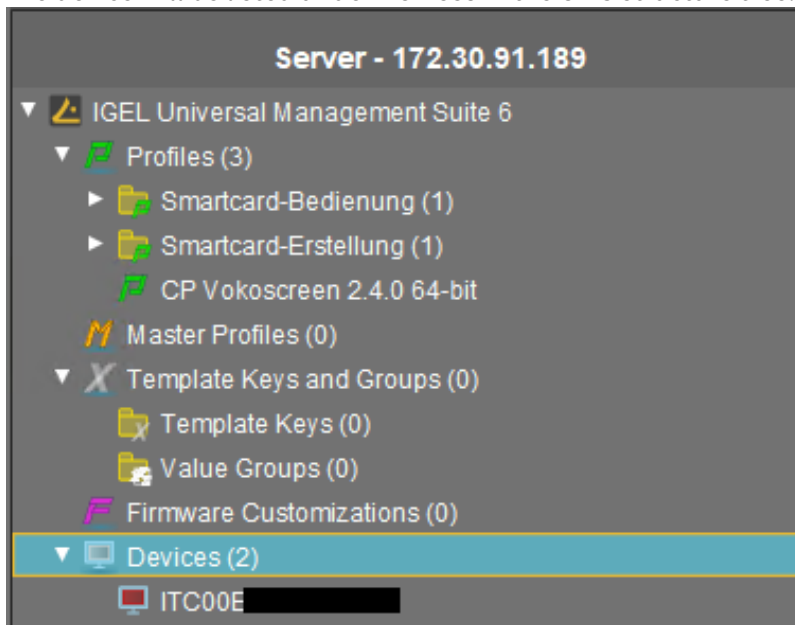 Server - 172.30.91.189
IGEL Universal Management Suite 6
Profiles (3)
Smartcard-Bedienung (1)
Smartcard-Erstellung (1)
CP Vokoscreen 2.4.0 64-bit
Master Profiles (0)
Template Keys and Groups (0)
Template Keys (0)
Value Groups (0)
Firmware Customizations (0)
Devices (2)